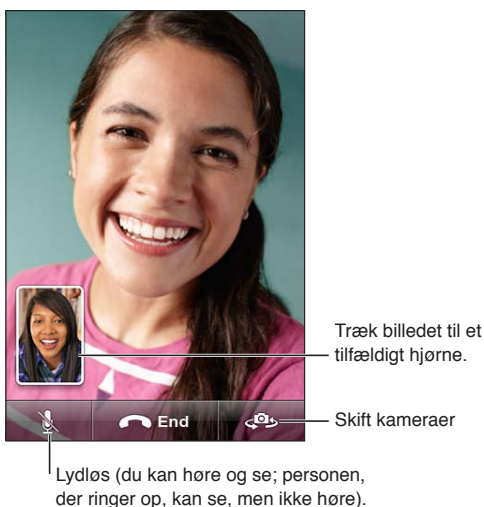 Træk billedet til et
tilfældigt hjørne.
End
Skift kameraer
Lydløs (du kan høre og se; personen,
der ringer op, kan se, men ikke høre).